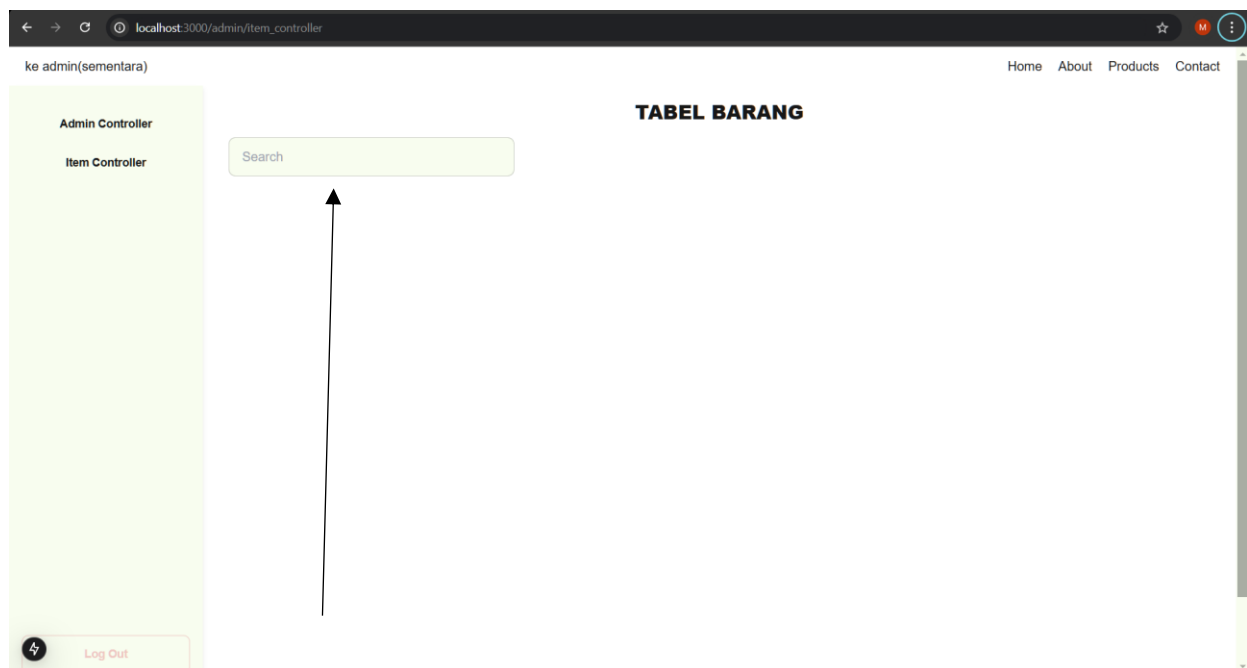 localhost:3000/admin/item_controller
M
ke admin(sementara)
Home About Products Contact
Admin Controller
Item Controller
TABEL BARANG
Search
Log Out